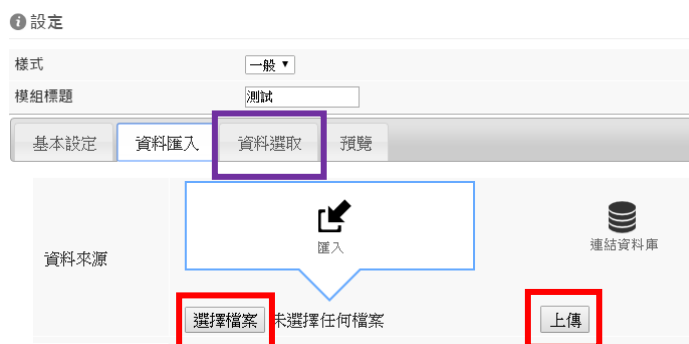 設定
樣式 一般
模組標題 測試
基本設定 資料匯入 資料選取 預覽
匯入 連結資料庫
資料來源
選擇檔案 未選擇任何檔案 上傳